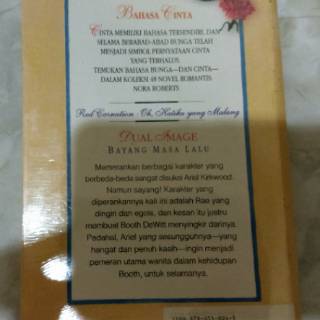 BAHASA CINTA
CINTA MEMILIKI BAHASA TERSENDIRI, DAN
SELAMA BERABAD-ABAD BUNGA TELAH
MENJADI SIMBOL PERNYATAAN CINTA
YANG TERHALUS.
TEMUKAN BAHASA BUNGA—DAN CINTA—
DALAM KOLEKSI 48 NOVEL ROMANTIS
NORA ROBERTS
Red Carnation : Oh, Hatiku yang Malang
DUAL IMAGE
BAYANG MASA LALU
Memerankan berbagai karakter yang
berbeda-beda sangat disukai Ariel Kirkwood.
Namun sayang! Karakter yang
diperankannya kali ini adalah Rae yang
dingin dan egois, dan kesan itu justru
membuat Booth DeWitt menyingkir darinya.
Padahal, Ariel yang sesungguhnya—yang
hangat dan penuh kasih—ingin menjadi
pemeran utama wanita dalam kehidupan
Booth, untuk selamanya.